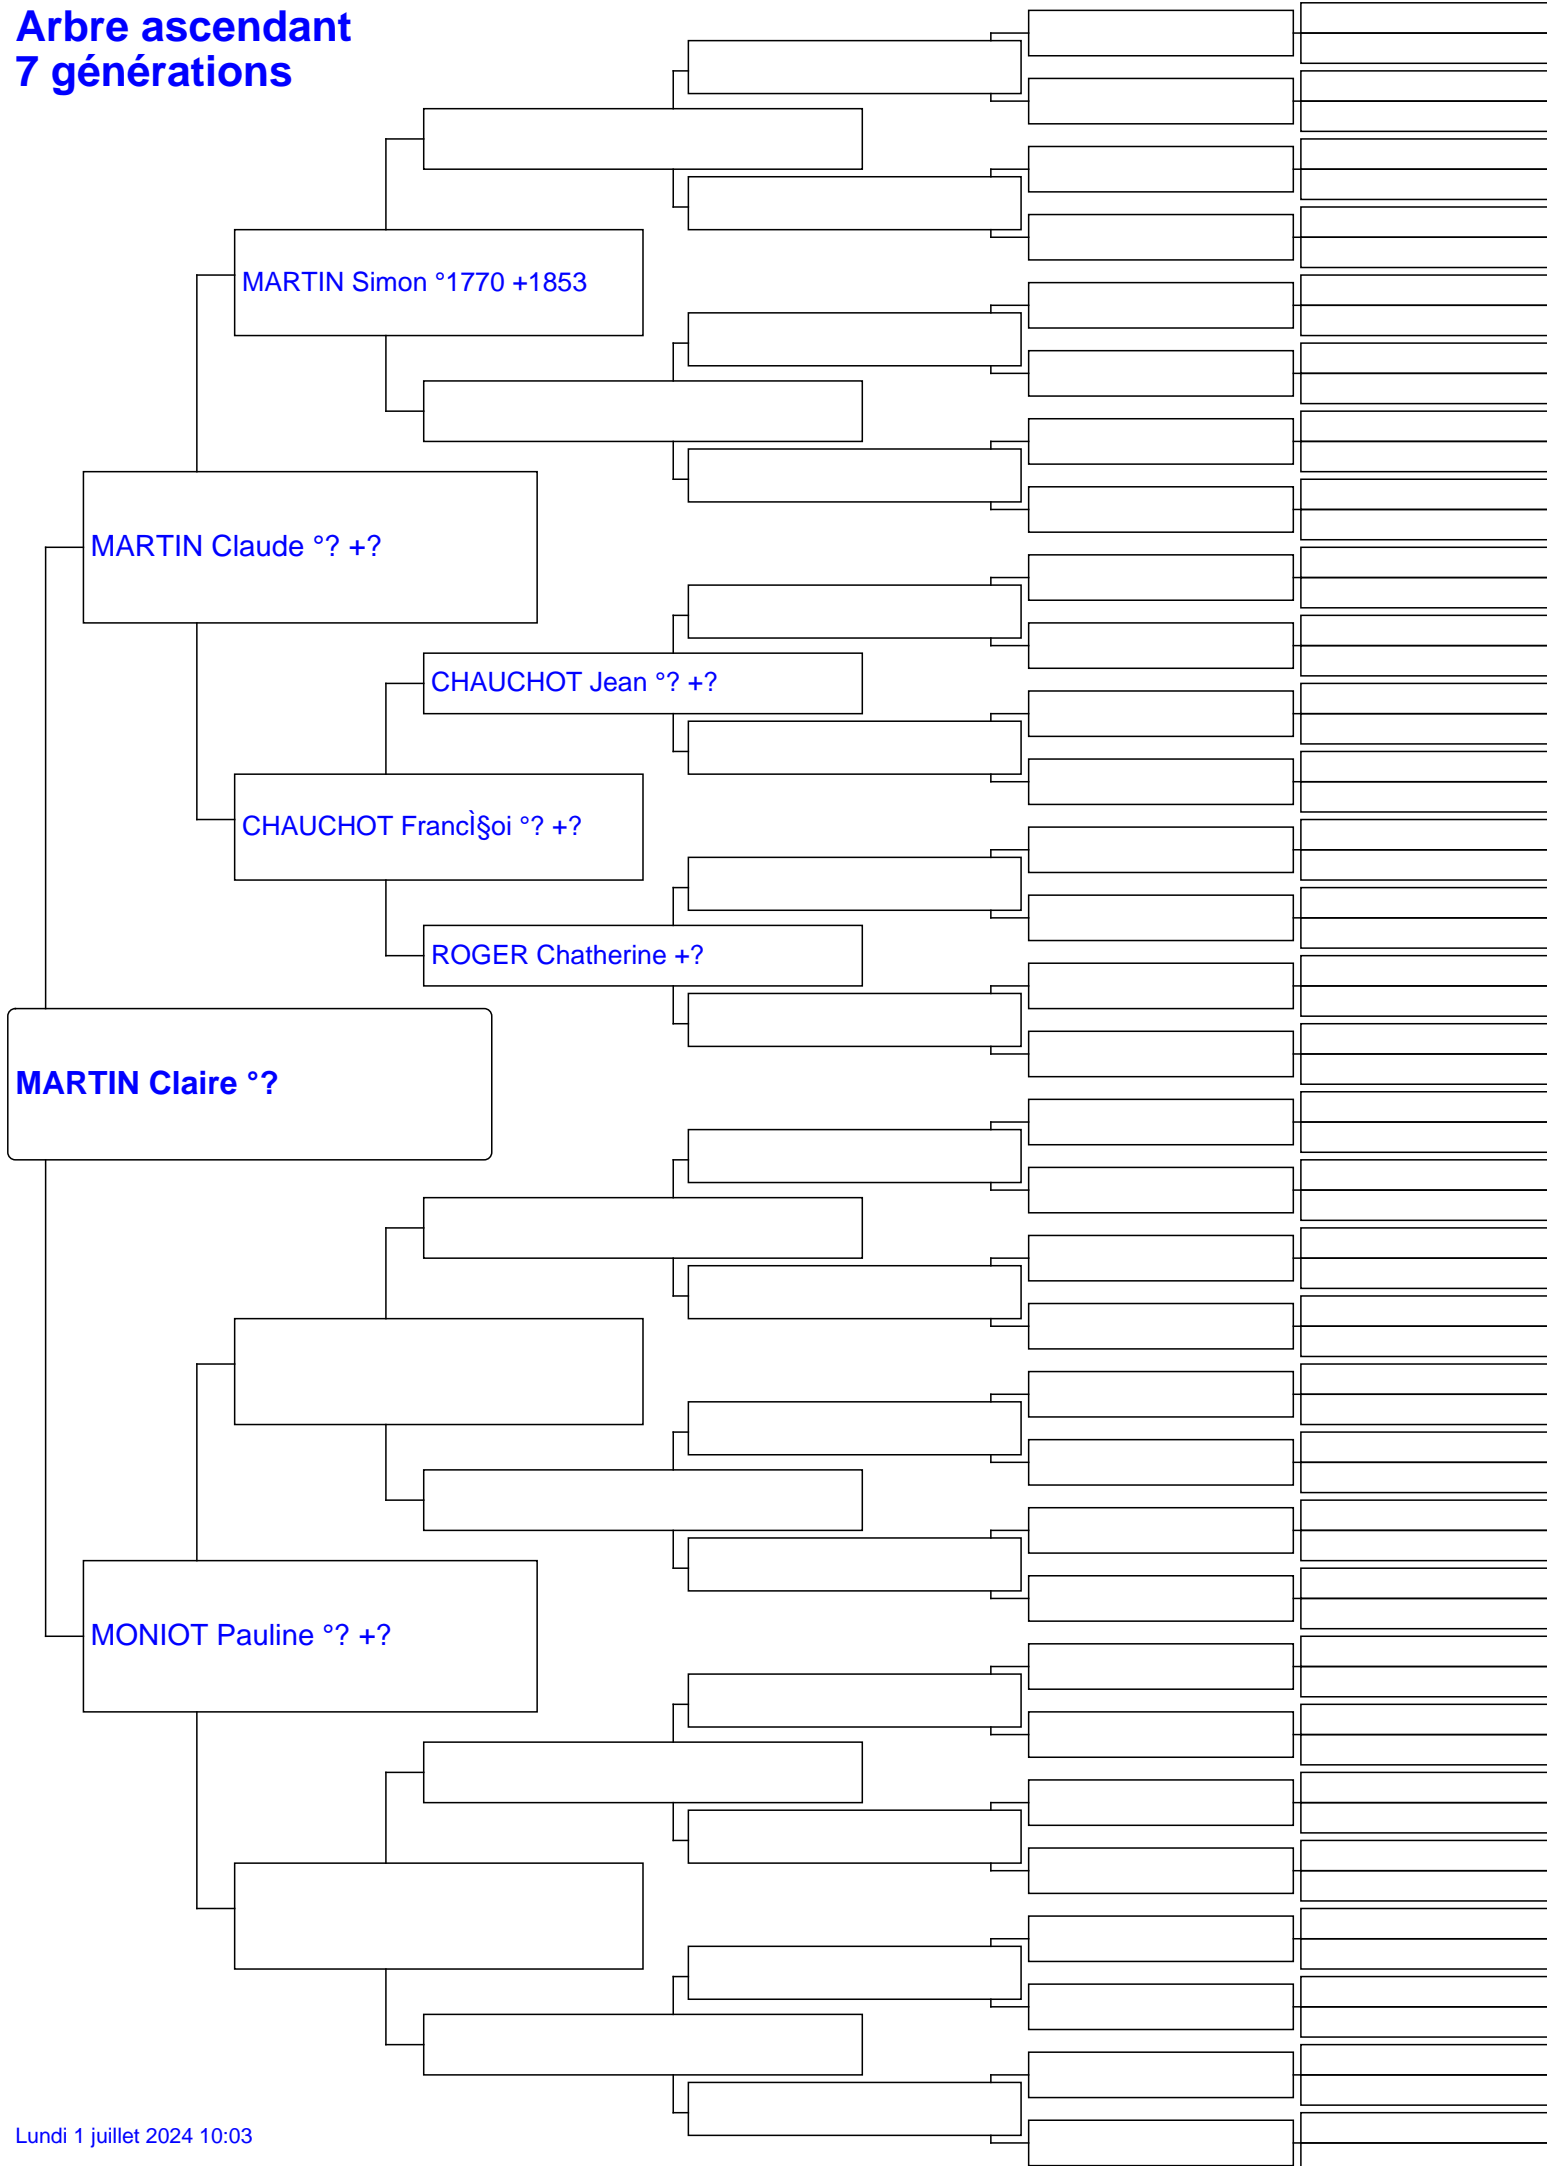 Arbre ascendant
7 générations
MARTIN Simon °1770 +1853
MARTIN Claude °? +?
CHAUCHOT Jean °? +?
CHAUCHOT FrancÌ§oi °? +?
ROGER Chatherine +?
MARTIN Claire °?
MONIOT Pauline °? +?
Lundi 1 juillet 2024 10:03